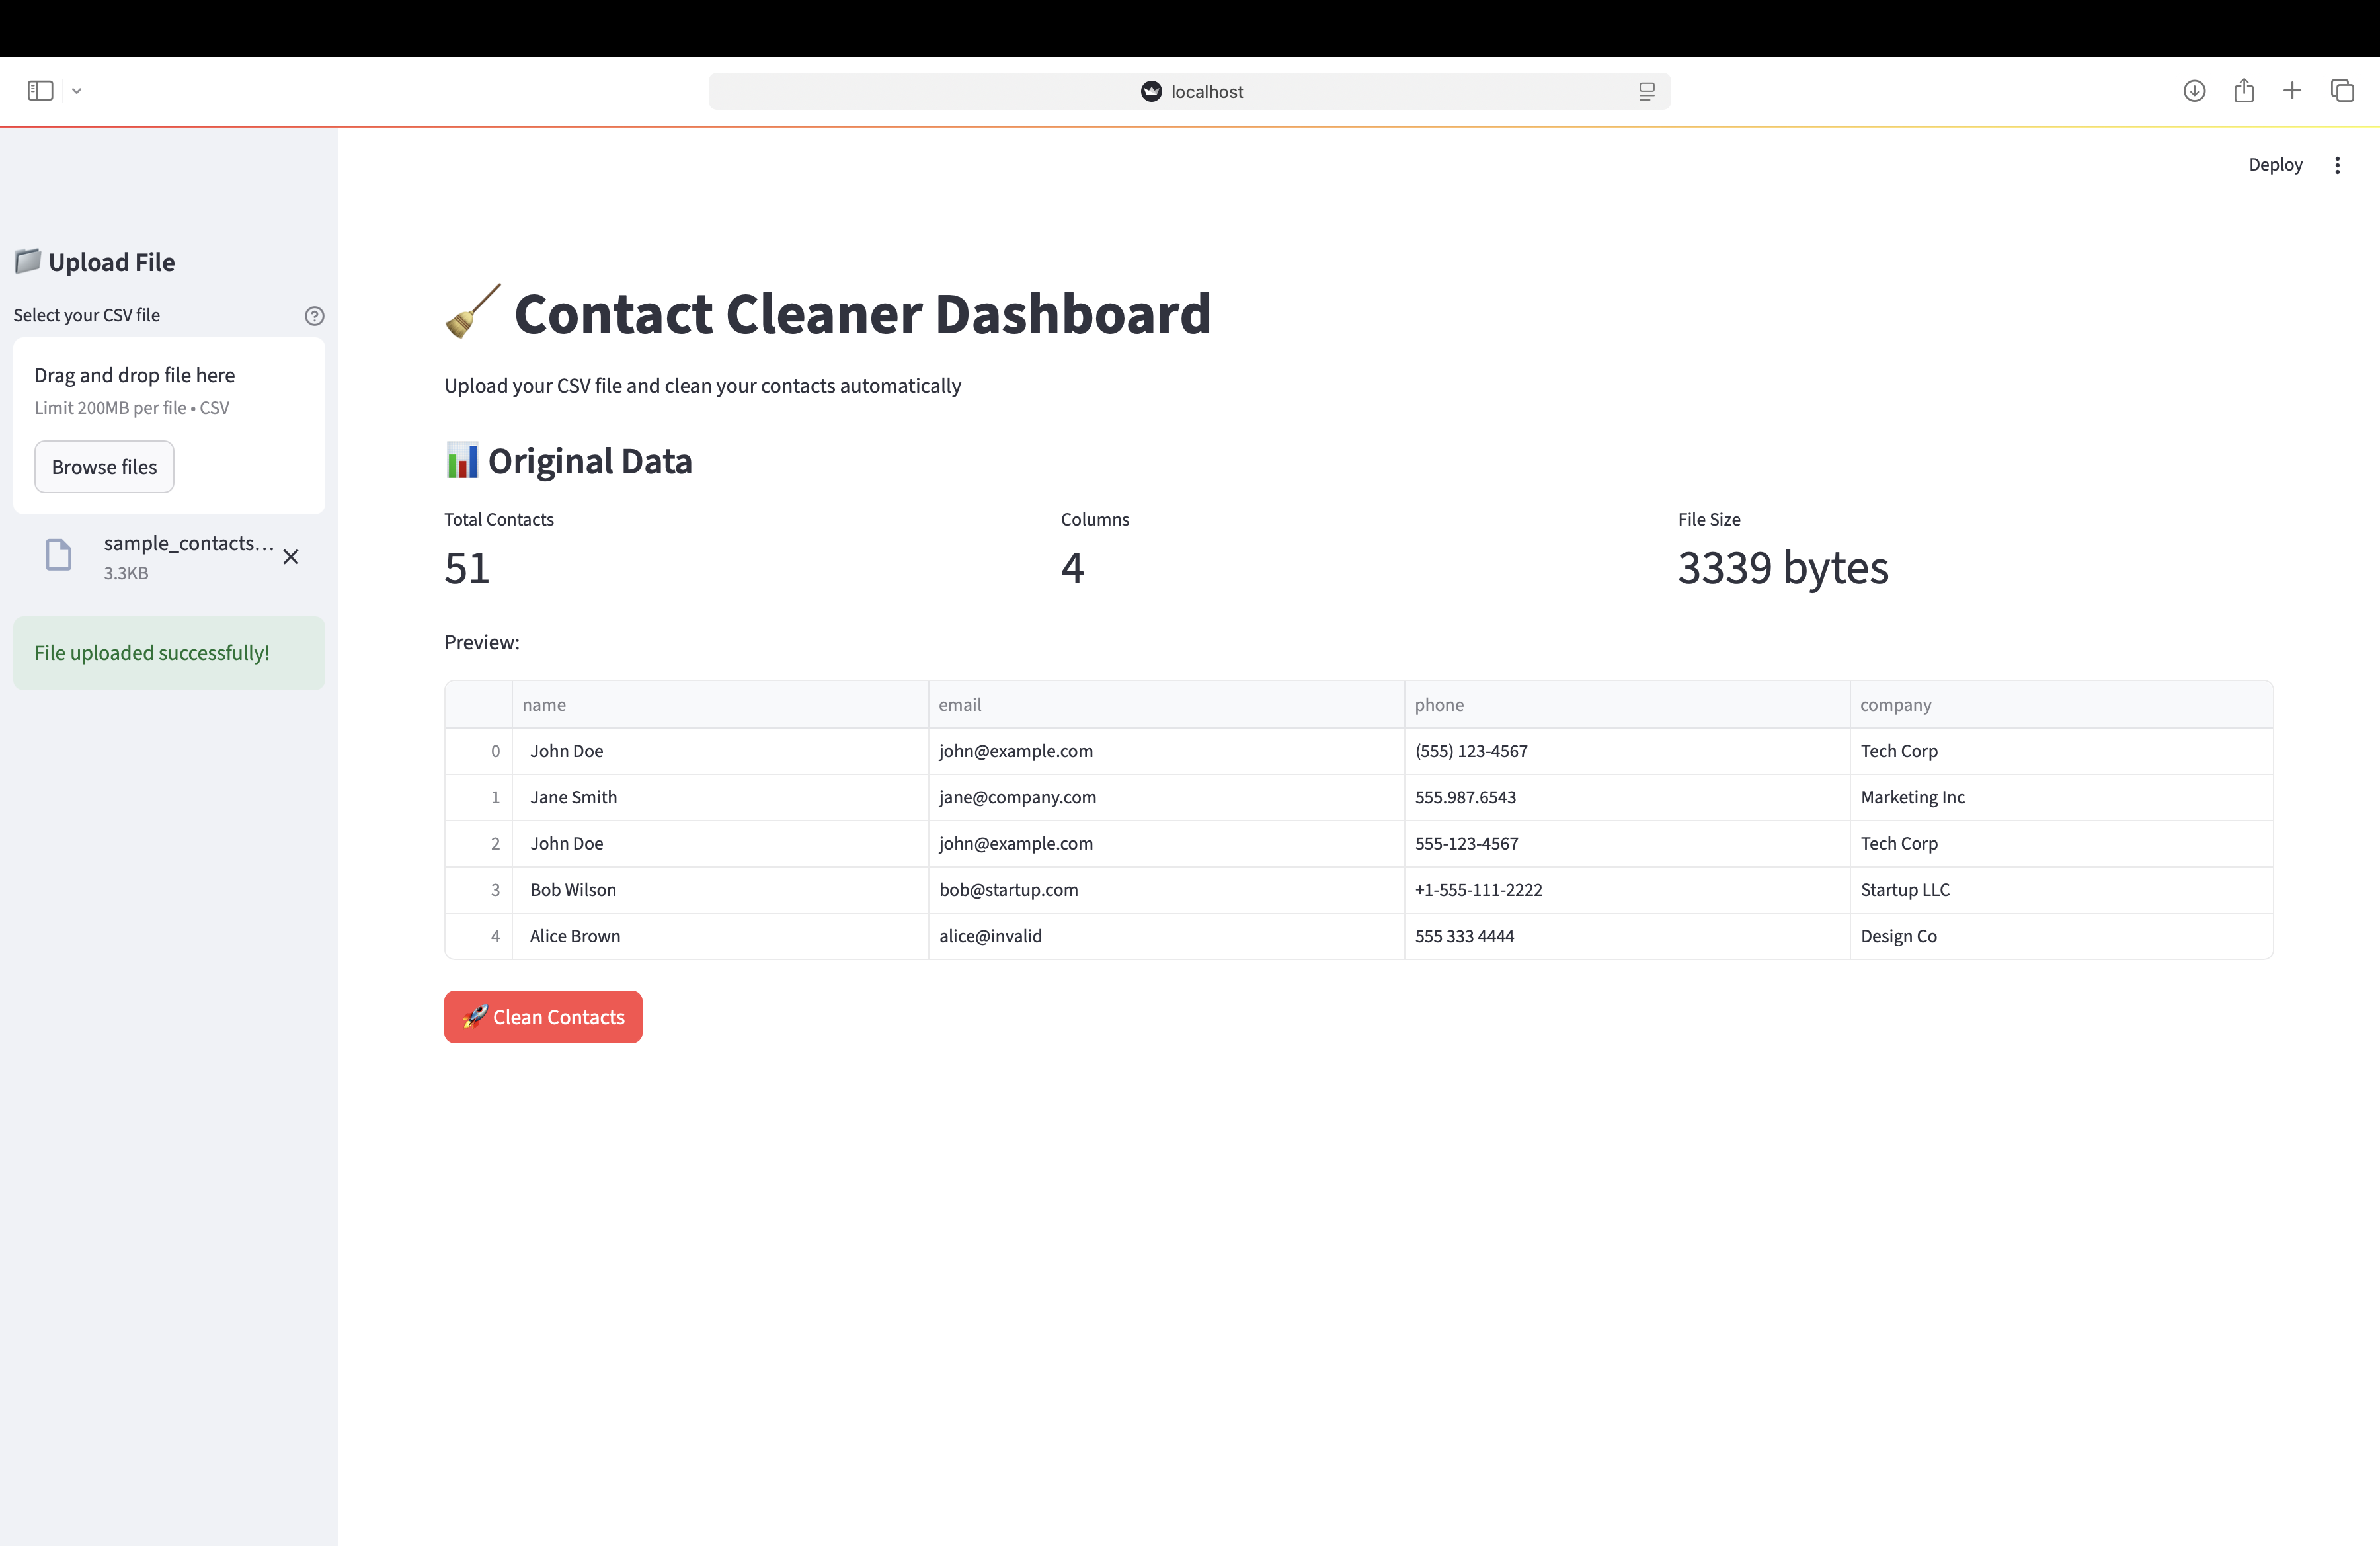 localhost
Deploy
Upload File
Select your CSV file
Drag and drop file here
Limit 200MB per file • CSV
Browse files
sample_contacts...
3.3KB
File uploaded successfully!
Contact Cleaner Dashboard
Upload your CSV file and clean your contacts automatically
Original Data
Total Contacts Columns File Size
51 4 3339 bytes
Preview:
name email phone company
0 John Doe john@example.com (555) 123-4567 Tech Corp
1 Jane Smith jane@company.com 555.987.6543 Marketing Inc
2 John Doe john@example.com 555-123-4567 Tech Corp
3 Bob Wilson bob@startup.com +1-555-111-2222 Startup LLC
4 Alice Brown alice@invalid 555 333 4444 Design Co
Clean Contacts